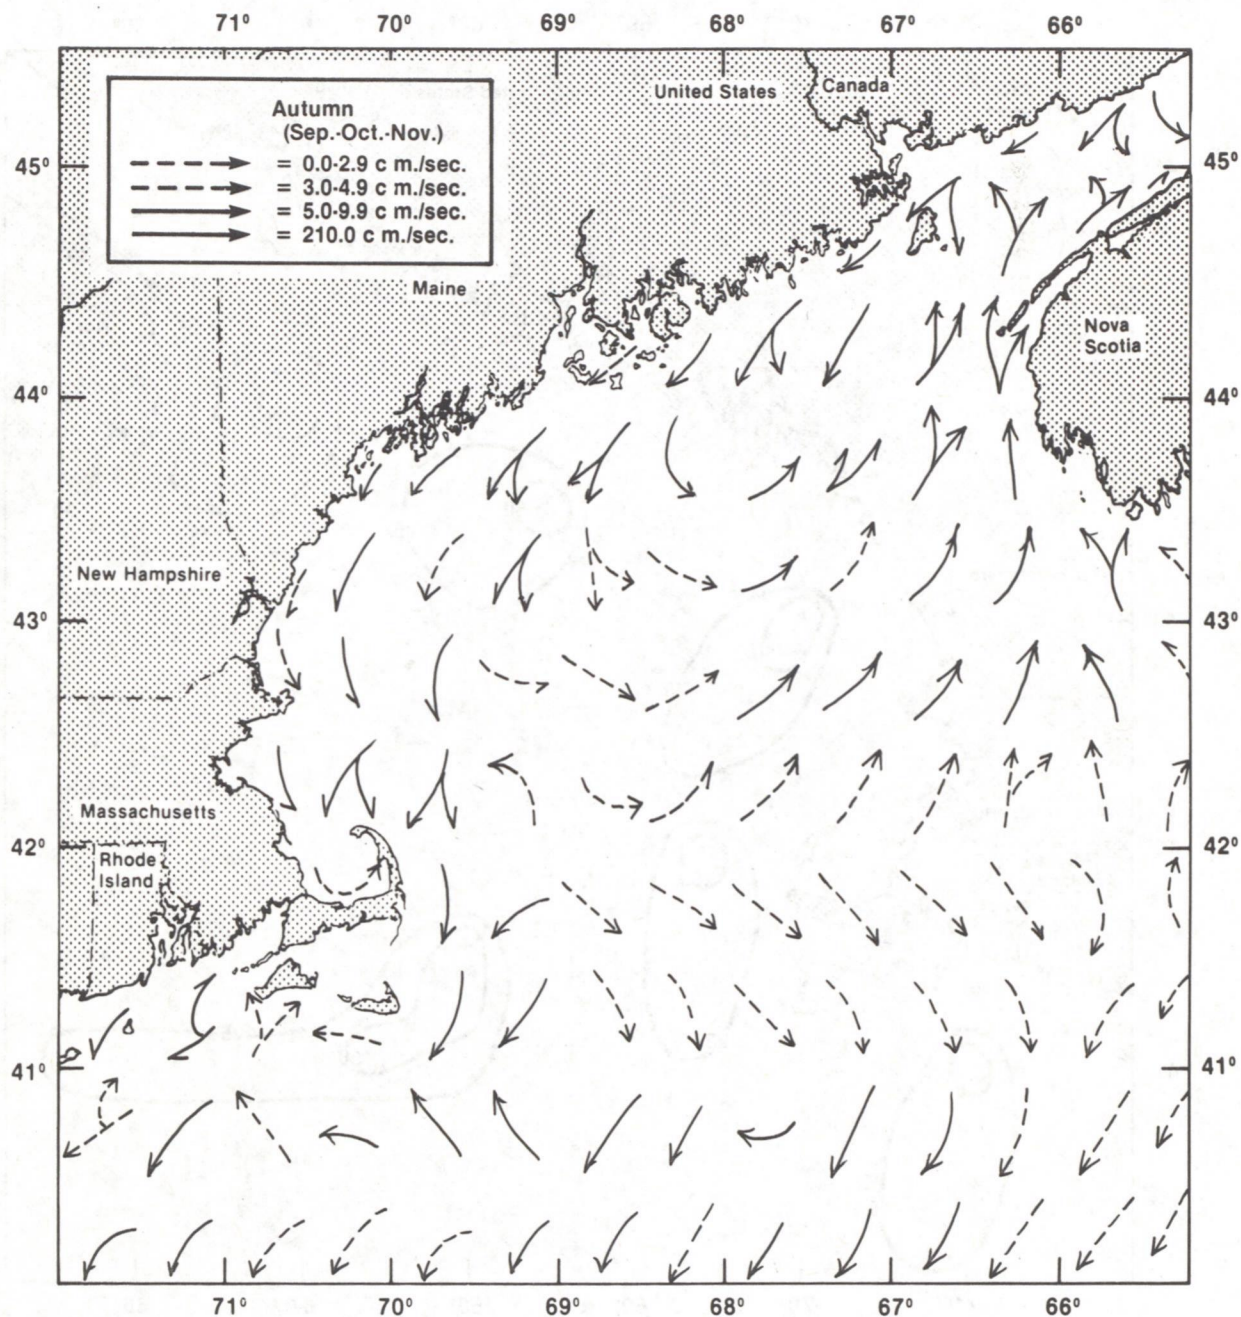 71° 70° 69° 68° 67° 66°
United States
Canada
Autumn
(Sep.-Oct.-Nov.)
= 0.0-2.9 c m./sec.
= 3.0-4.9 c m./sec.
= 5.0-9.9 c m./sec.
= 210.0 c m./sec.
45° 45°
Maine
Nova
Scotia
44° 44°
New Hampshire
43° 43°
Massachusetts
Rhode
Island
42° 42°
41° 41°
71° 70° 69° 68° 67° 66°